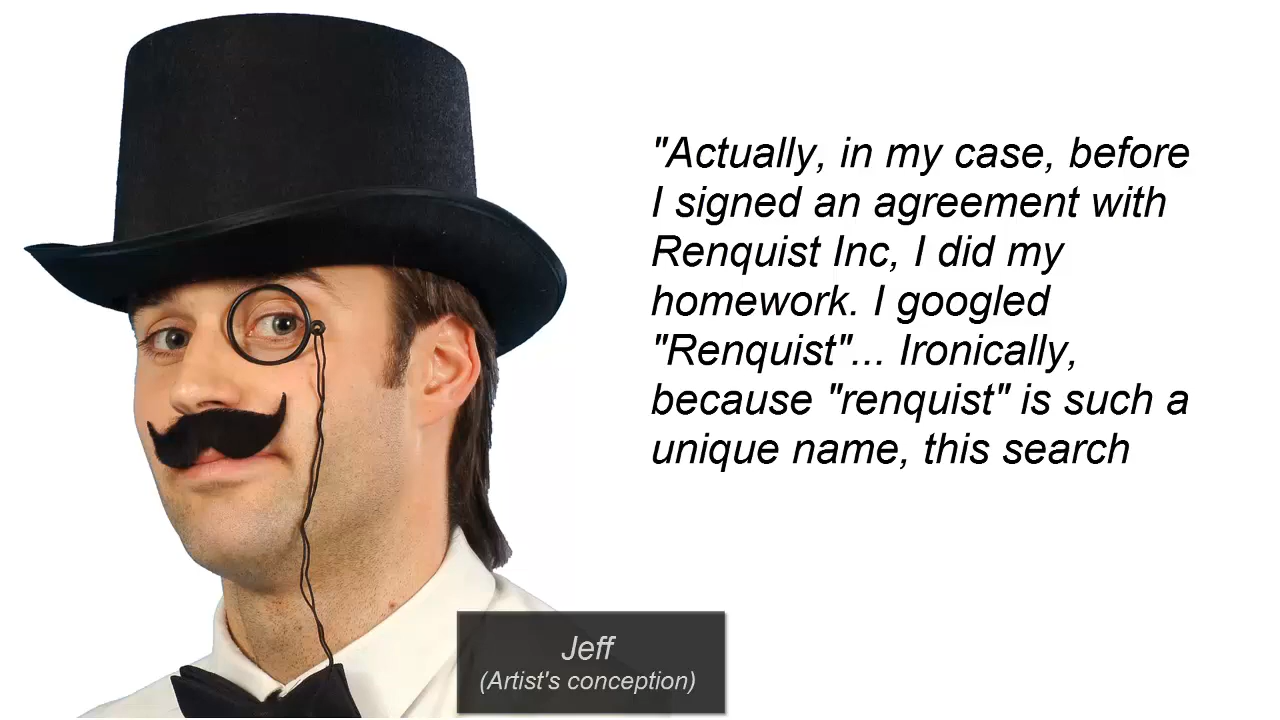 "Actually, in my case, before
I signed an agreement with
Renquist Inc, I did my
homework. I googled
"Renquist"... Ironically,
because "renquist" is such a
unique name, this search
Jeff
(Artist's conception)